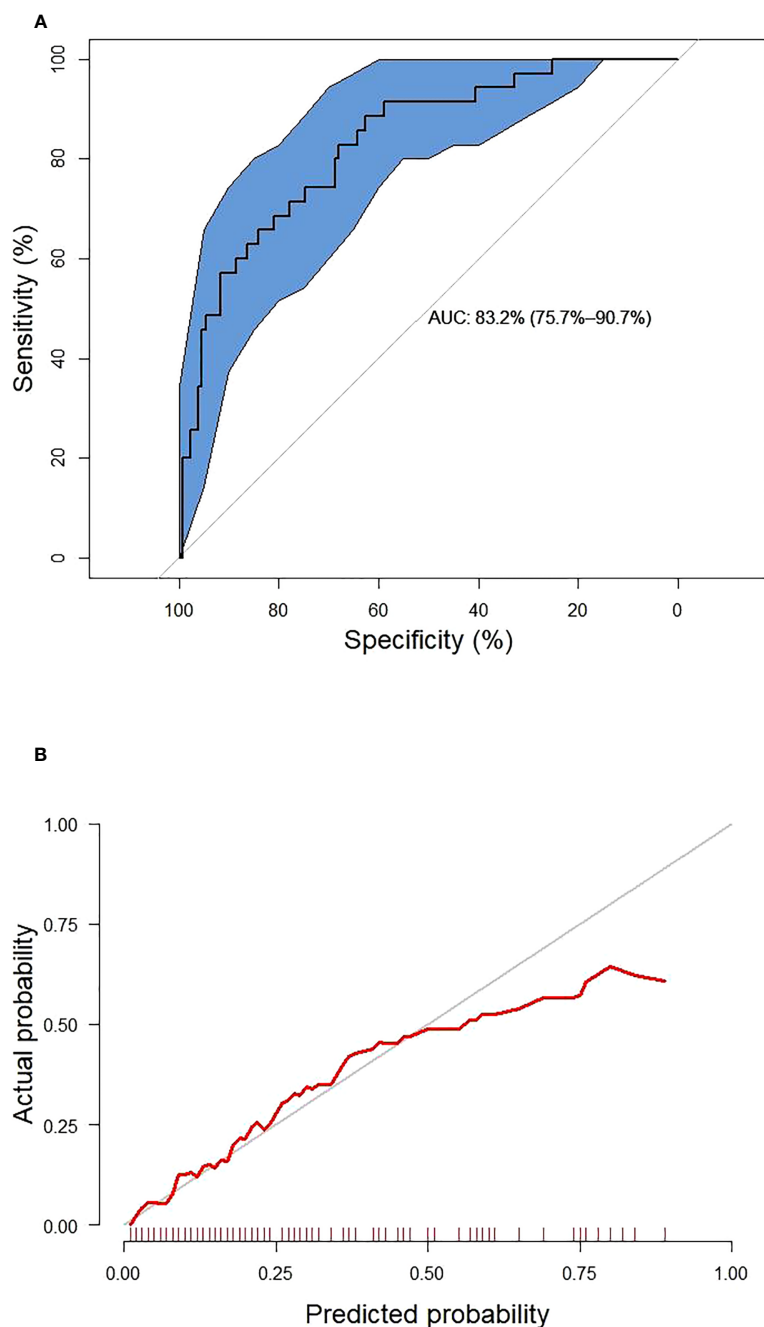 A
100
80
60
40
20
0
Sensitivity (%)
AUC: 83.2% (75.7%–90.7%)
100 80 60 40 20 0
Specificity (%)
B
1.00
0.75
0.50
0.25
0.00
Actual probability
0.00 0.25 0.50 0.75 1.00
Predicted probability